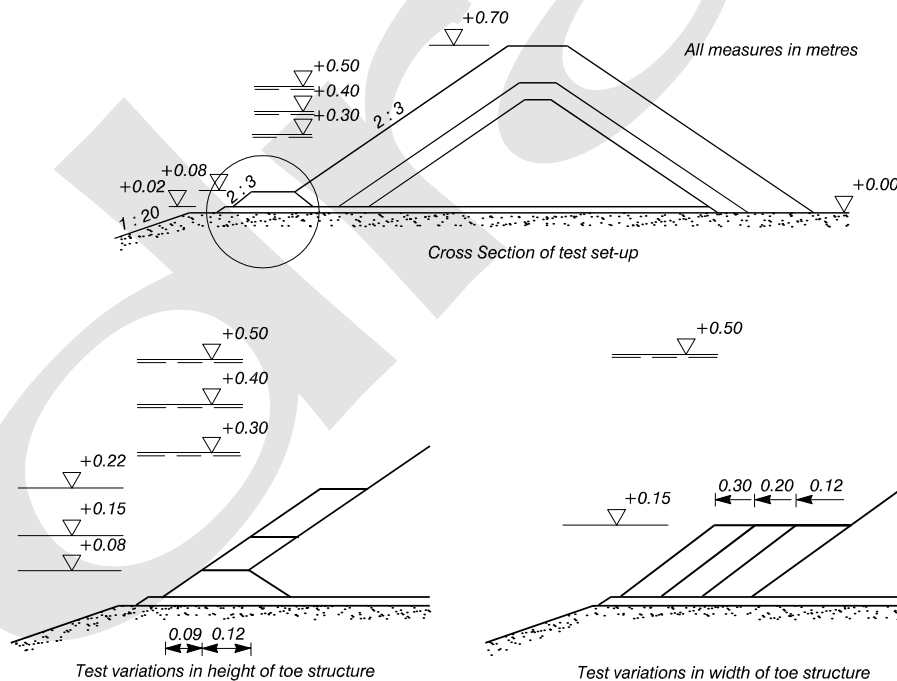 +0.70
All measures in metres
+0.50
+0.40
+0.30
2 : 3
+0.08
+0.02
2 : 3
1 : 20
+0.00
Cross Section of test set-up
+0.50
+0.40
+0.30
+0.22
+0.15
+0.08
0.09 0.12
Test variations in height of toe structure
+0.50
0.30 0.20 0.12
+0.15
Test variations in width of toe structure